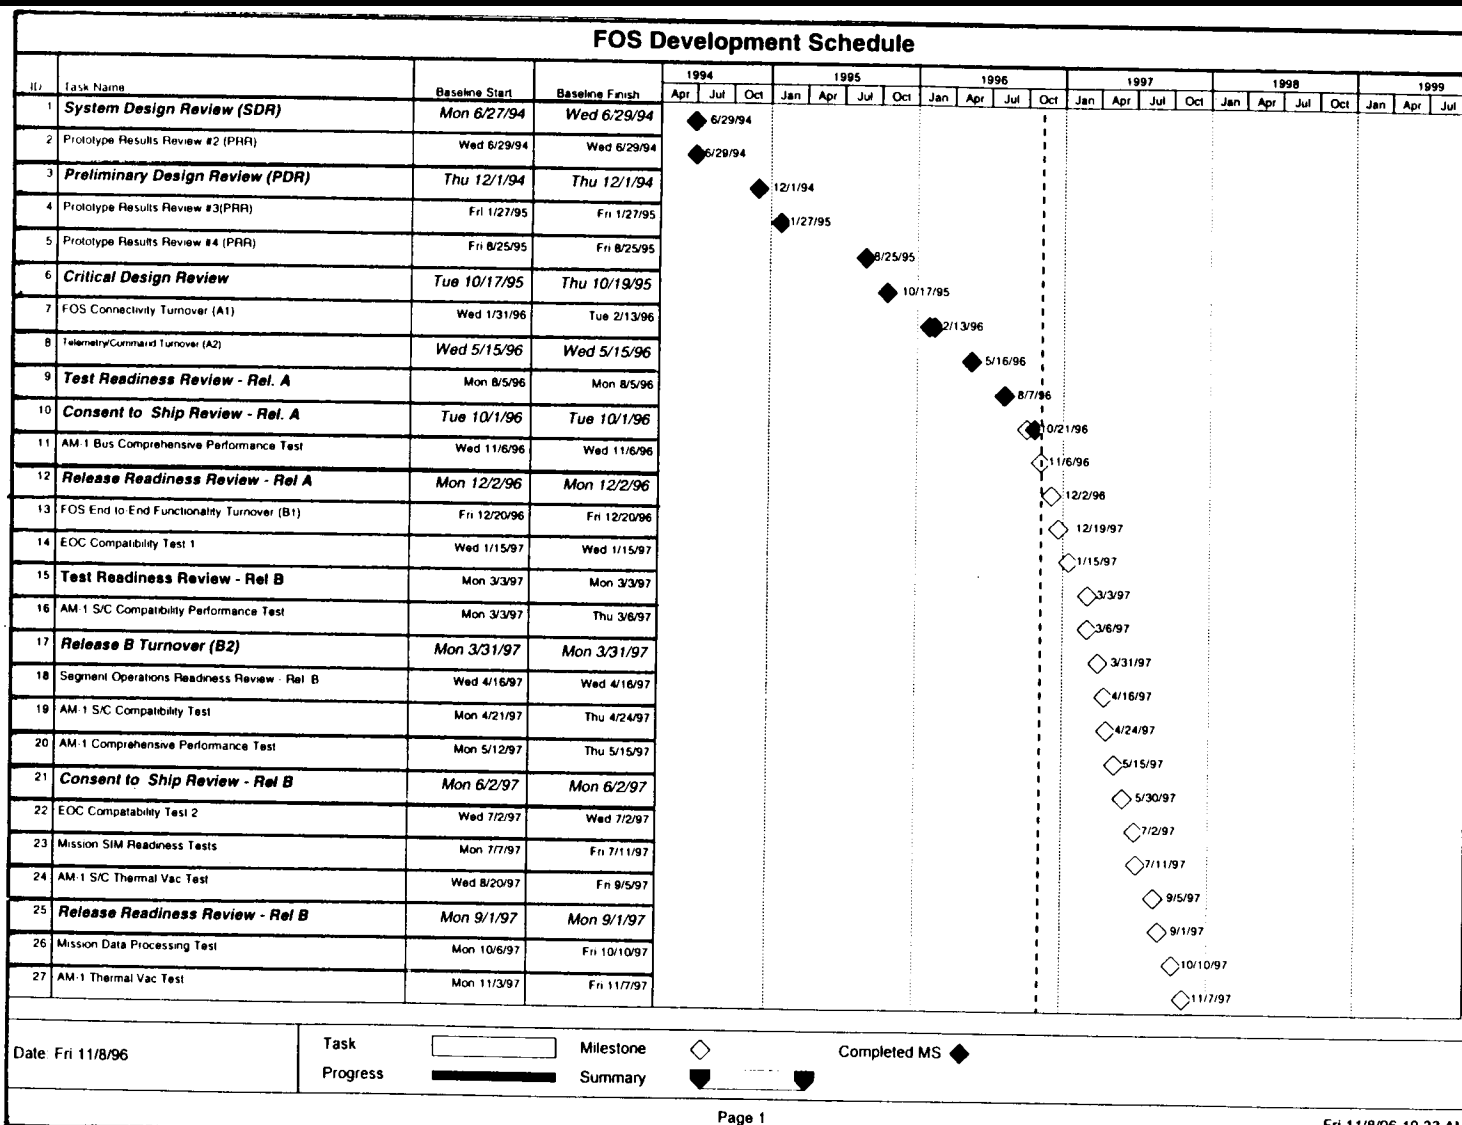 FOS Development Schedule
ID Task Name Baseline Start Baseline Finish
1994 1995 1996 1997 1998 1999
Apr Jul Oct Jan Apr Jul Oct Jan Apr Jul Oct Jan Apr Jul Oct Jan Apr Jul Oct Jan Apr Jul
1 System Design Review (SDR) Mon 6/27/94 Wed 6/29/94 6/29/94
2 Prototype Results Review #2 (PRR) Wed 6/29/94 Wed 6/29/94 6/29/94
3 Preliminary Design Review (PDR) Thu 12/1/94 Thu 12/1/94 12/1/94
4 Prototype Results Review #3(PRR) Fri 1/27/95 Fri 1/27/95 1/27/95
5 Prototype Results Review #4 (PRR) Fri 8/25/95 Fri 8/25/95 8/25/95
6 Critical Design Review Tue 10/17/95 Thu 10/19/95 10/17/95
7 FOS Connectivity Turnover (A1) Wed 1/31/96 Tue 2/13/96 2/13/96
8 Telemetry/Command Turnover (A2) Wed 5/15/96 Wed 5/15/96 5/16/96
9 Test Readiness Review - Rel. A Mon 8/5/96 Mon 8/5/96 8/7/96
10 Consent to Ship Review - Rel. A Tue 10/1/96 Tue 10/1/96 10/21/96
11 AM-1 Bus Comprehensive Performance Test Wed 11/6/96 Wed 11/6/96 11/6/96
12 Release Readiness Review - Rel A Mon 12/2/96 Mon 12/2/96 12/2/96
13 FOS End to-End Functionality Turnover (B1) Fri 12/20/96 Fri 12/20/96 12/19/97
14 EOC Compatibility Test 1 Wed 1/15/97 Wed 1/15/97 1/15/97
15 Test Readiness Review - Rel B Mon 3/3/97 Mon 3/3/97 3/3/97
16 AM-1 S/C Compatibility Performance Test Mon 3/3/97 Thu 3/6/97 3/6/97
17 Release B Turnover (B2) Mon 3/31/97 Mon 3/31/97 3/31/97
18 Segment Operations Readiness Review - Rel B Wed 4/16/97 Wed 4/16/97 4/16/97
19 AM-1 S/C Compatibility Test Mon 4/21/97 Thu 4/24/97 4/24/97
20 AM-1 Comprehensive Performance Test Mon 5/12/97 Thu 5/15/97 5/15/97
21 Consent to Ship Review - Rel B Mon 6/2/97 Mon 6/2/97 5/30/97
22 EOC Compatability Test 2 Wed 7/2/97 Wed 7/2/97 7/2/97
23 Mission SIM Readiness Tests Mon 7/7/97 Fri 7/11/97 7/11/97
24 AM-1 S/C Thermal Vac Test Wed 8/20/97 Fri 9/5/97 9/5/97
25 Release Readiness Review - Rel B Mon 9/1/97 Mon 9/1/97 9/1/97
26 Mission Data Processing Test Mon 10/6/97 Fri 10/10/97 10/10/97
27 AM-1 Thermal Vac Test Mon 11/3/97 Fri 11/7/97 11/7/97
Date: Fri 11/8/96
Task Milestone Completed MS
Progress Summary
Page 1